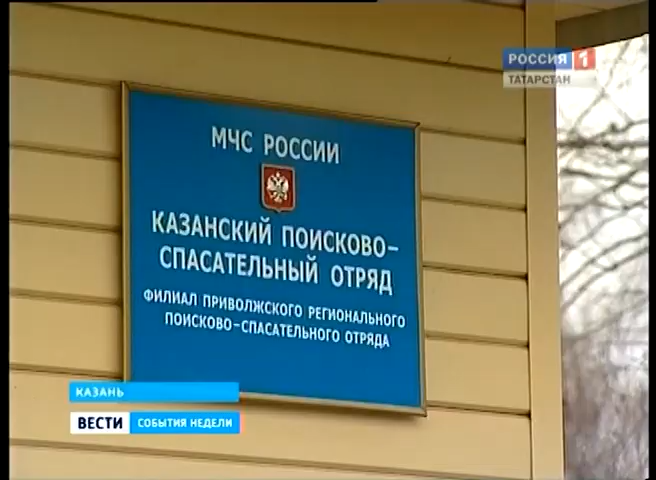 РОССИЯ 1
ТАТАРСТАН
МЧС РОССИИ
КАЗАНСКИЙ ПОИСКОВО-
СПАСАТЕЛЬНЫЙ ОТРЯД
ФИЛИАЛ ПРИВОЛЖСКОГО РЕГИОНАЛЬНОГО
ПОИСКОВО-СПАСАТЕЛЬНОГО ОТРЯДА
КАЗАНЬ
ВЕСТИ СОБЫТИЯ НЕДЕЛИ